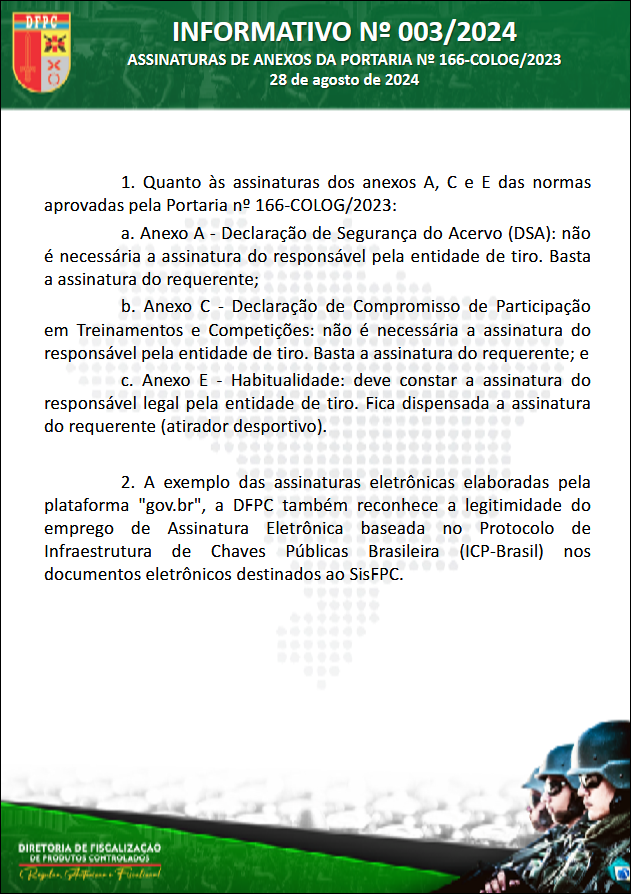 DFPC
INFORMATIVO Nº 003/2024
ASSINATURAS DE ANEXOS DA PORTARIA Nº 166-COLOG/2023
28 de agosto de 2024
1. Quanto às assinaturas dos anexos A, C e E das normas
aprovadas pela Portaria nº 166-COLOG/2023:
a. Anexo A - Declaração de Segurança do Acervo (DSA): não
é necessária a assinatura do responsável pela entidade de tiro. Basta
a assinatura do requerente;
b. Anexo C - Declaração de Compromisso de Participação
em Treinamentos e Competições: não é necessária a assinatura do
responsável pela entidade de tiro. Basta a assinatura do requerente; e
c. Anexo E - Habitualidade: deve constar a assinatura do
responsável legal pela entidade de tiro. Fica dispensada a assinatura
do requerente (atirador desportivo).
2. A exemplo das assinaturas eletrônicas elaboradas pela
plataforma "gov.br", a DFPC também reconhece a legitimidade do
emprego de Assinatura Eletrônica baseada no Protocolo de
Infraestrutura de Chaves Públicas Brasileira (ICP-Brasil) nos
documentos eletrônicos destinados ao SisFPC.
DIRETORIA DE FISCALIZAÇÃO
DE PRODUTOS CONTROLADOS
Regular, Autorizar e Fiscalizar!